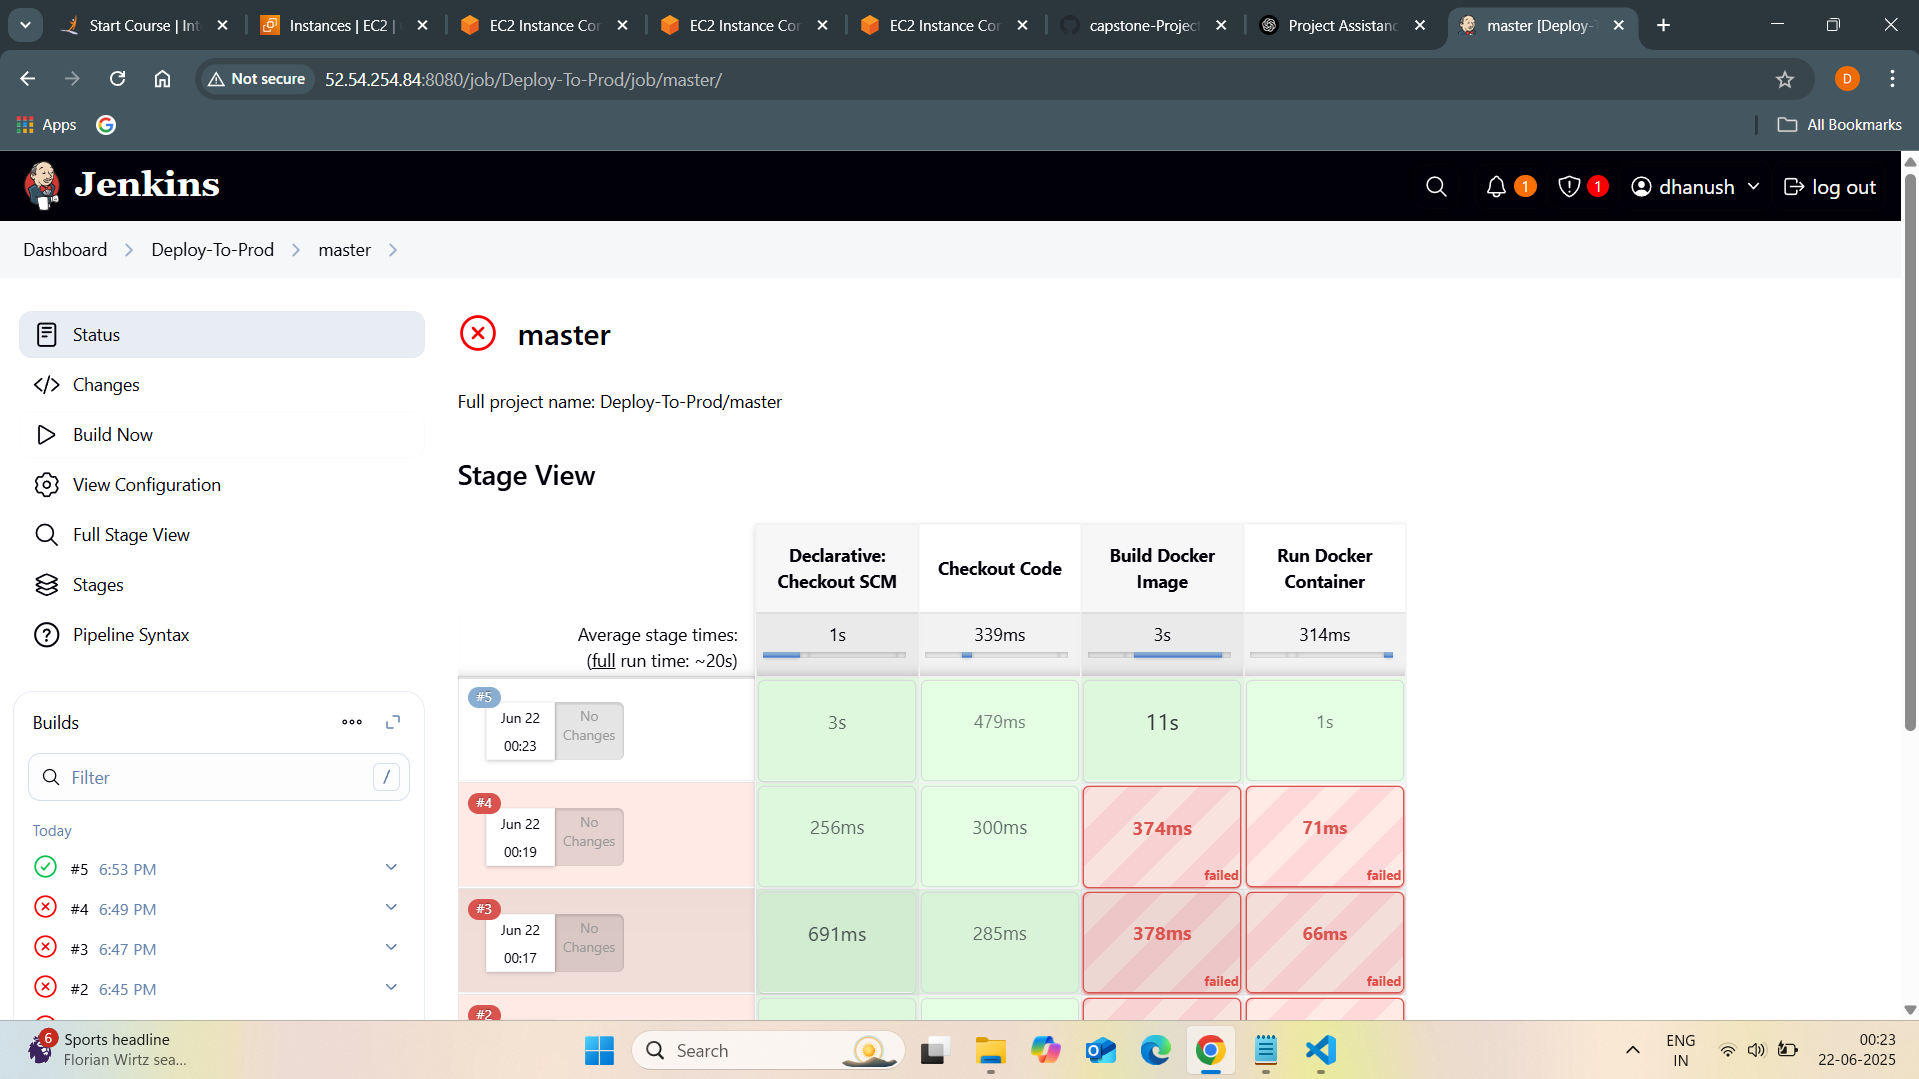 Start Course | Int
Instances | EC2 |
EC2 Instance Cor
EC2 Instance Cor
EC2 Instance Cor
capstone-Projec
Project Assistanc
master [Deploy-T
Not secure
52.54.254.84:8080/job/Deploy-To-Prod/job/master/
D
Apps
All Bookmarks
Jenkins
1
1
dhanush
log out
Dashboard
Deploy-To-Prod
master
Status
Changes
Build Now
View Configuration
Full Stage View
Stages
Pipeline Syntax
master
Full project name: Deploy-To-Prod/master
Stage View
Declarative:
Checkout SCM
Checkout Code
Build Docker
Image
Run Docker
Container
Average stage times:
(full run time: ~20s)
1s
339ms
3s
314ms
#5
Jun 22
00:23
No
Changes
3s
479ms
11s
1s
#4
Jun 22
00:19
No
Changes
256ms
300ms
374ms
failed
71ms
failed
#3
Jun 22
00:17
No
Changes
691ms
285ms
378ms
failed
66ms
failed
#2
Builds
Filter
/
Today
#5 6:53 PM
#4 6:49 PM
#3 6:47 PM
#2 6:45 PM
6
Sports headline
Florian Wirtz sea...
Search
ENG
IN
00:23
22-06-2025